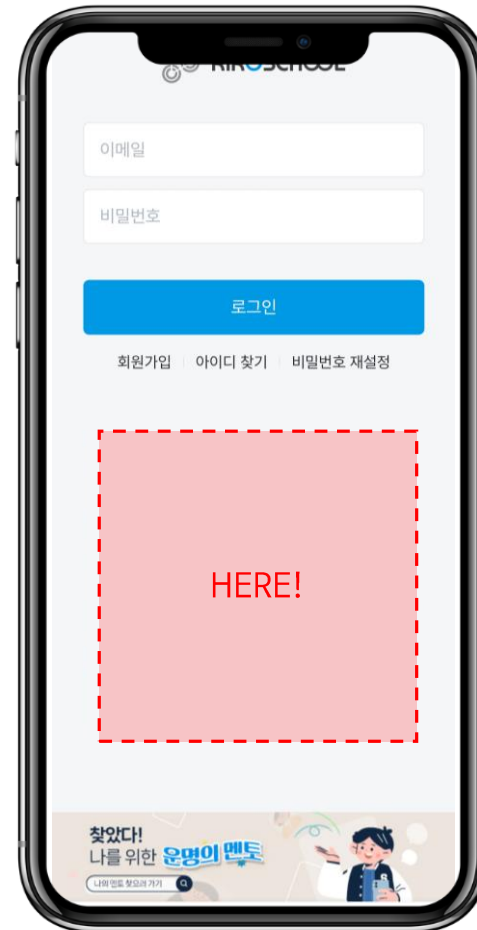 이메일
비밀번호
로그인
회원가입 아이디 찾기 비밀번호 재설정
HERE!
찾았다!
나를 위한 운명의 멘토
나의 멘토 찾으러 가기